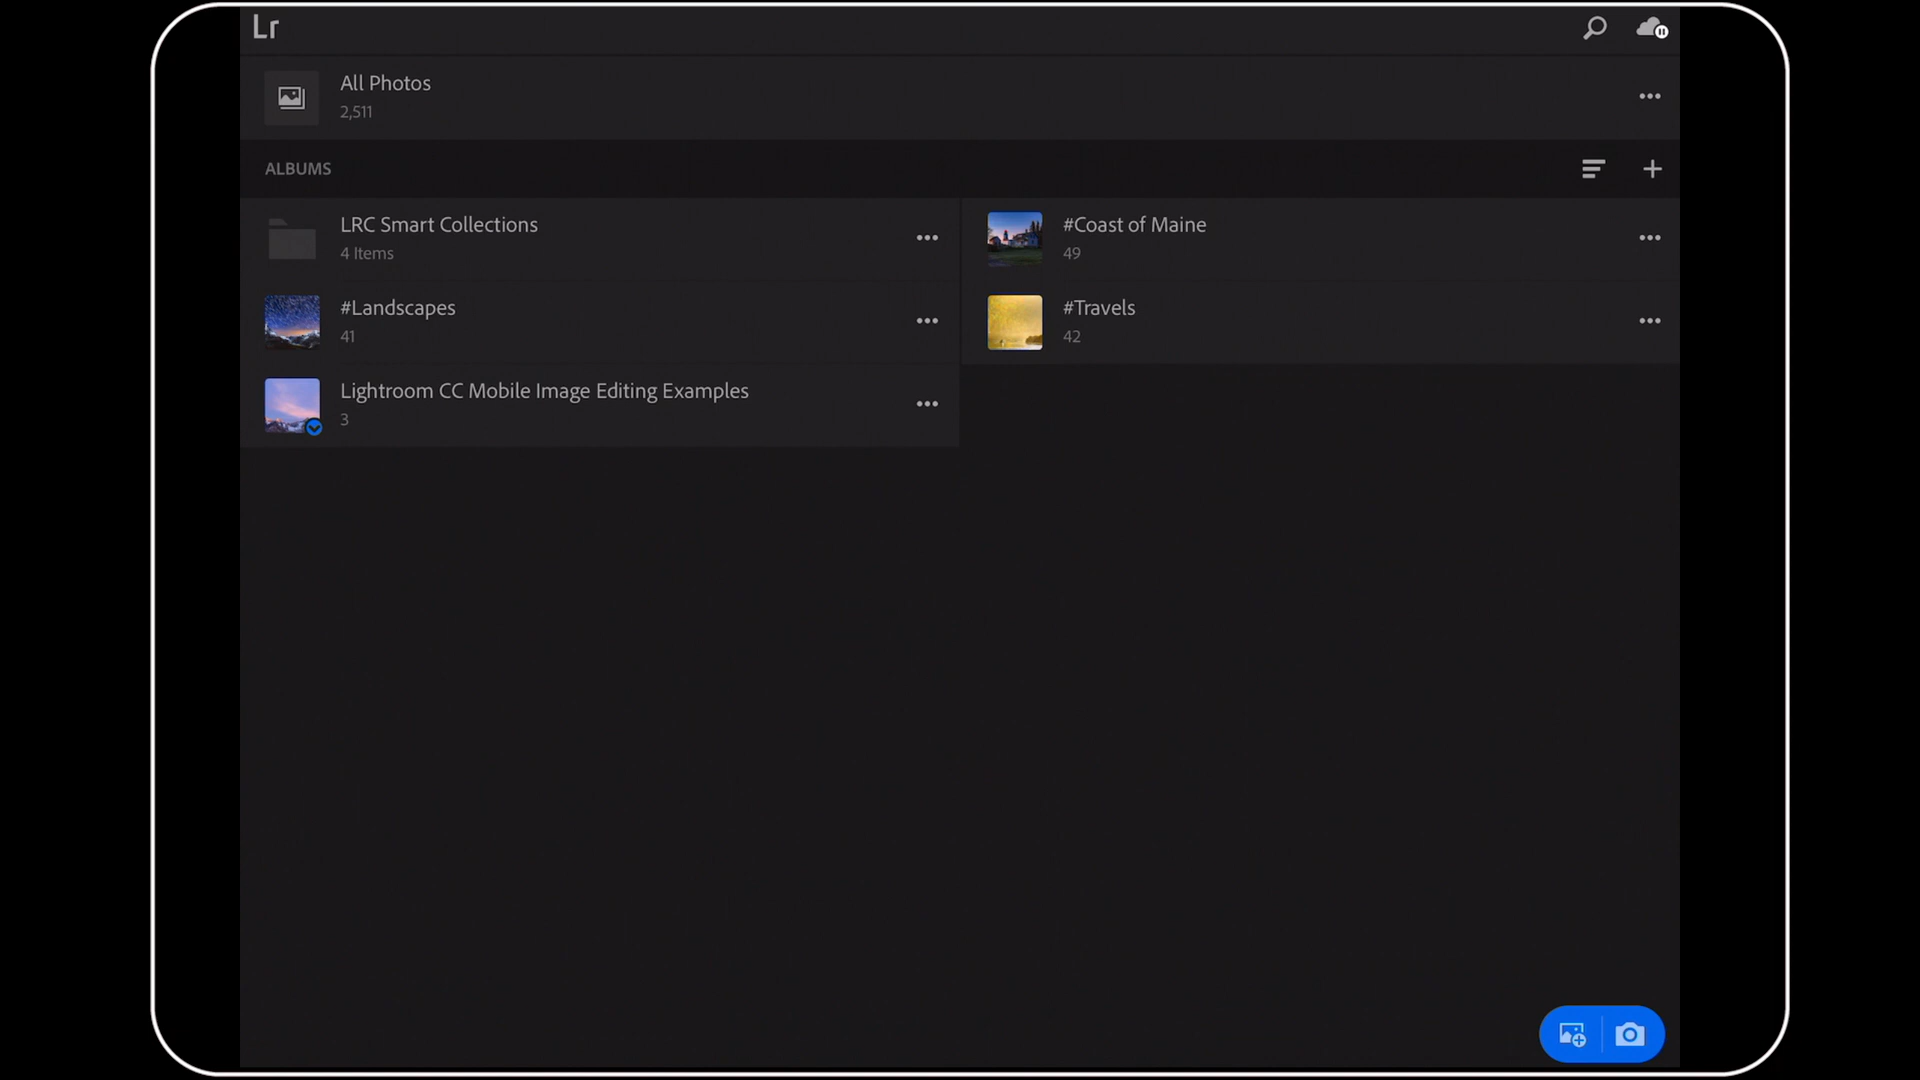 Lr
All Photos
2,511
ALBUMS
LRC Smart Collections
4 Items
#Coast of Maine
49
#Landscapes
41
#Travels
42
Lightroom CC Mobile Image Editing Examples
3